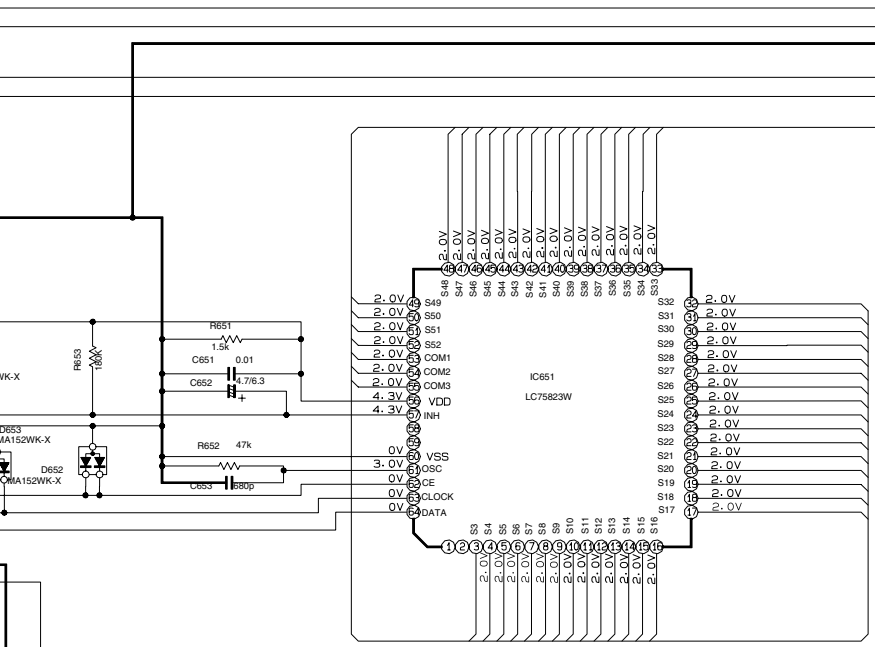 2.0V 2.0V 2.0V 2.0V 2.0V 2.0V 2.0V 2.0V 2.0V 2.0V 2.0V 2.0V 2.0V 2.0V 2.0V 2.0V
48 47 46 45 44 43 42 41 40 39 38 37 36 35 34 33
S48 S47 S46 S45 S44 S43 S42 S41 S40 S39 S38 S37 S36 S35 S34 S33
2.0V 49 S49
2.0V 50 S50
2.0V 51 S51
2.0V 52 S52
2.0V 53 COM1
2.0V 54 COM2
2.0V 55 COM3
4.3V 56 VDD
4.3V 57 INH
58
59
0V 60 VSS
3.0V 61 OSC
0V 62 CE
0V 63 CLOCK
0V 64 DATA
IC651
LC75823W
S32 32 2.0V
S31 31 2.0V
S30 30 2.0V
S29 29 2.0V
S28 28 2.0V
S27 27 2.0V
S26 26 2.0V
S25 25 2.0V
S24 24 2.0V
S23 23 2.0V
S22 22 2.0V
S21 21 2.0V
S20 20 2.0V
S19 19 2.0V
S18 18 2.0V
S17 17 2.0V
S3 S4 S5 S6 S7 S8 S9 S10 S11 S12 S13 S14 S15 S16
1 2 3 4 5 6 7 8 9 10 11 12 13 14 15 16
2.0V 2.0V 2.0V 2.0V 2.0V 2.0V 2.0V 2.0V 2.0V 2.0V 2.0V 2.0V 2.0V
R651
1.5k
C651 0.01
C652 4.7/6.3
+
R653
180K
WK-X
D653
MA152WK-X
D652
MA152WK-X
R652 47k
C653 680p